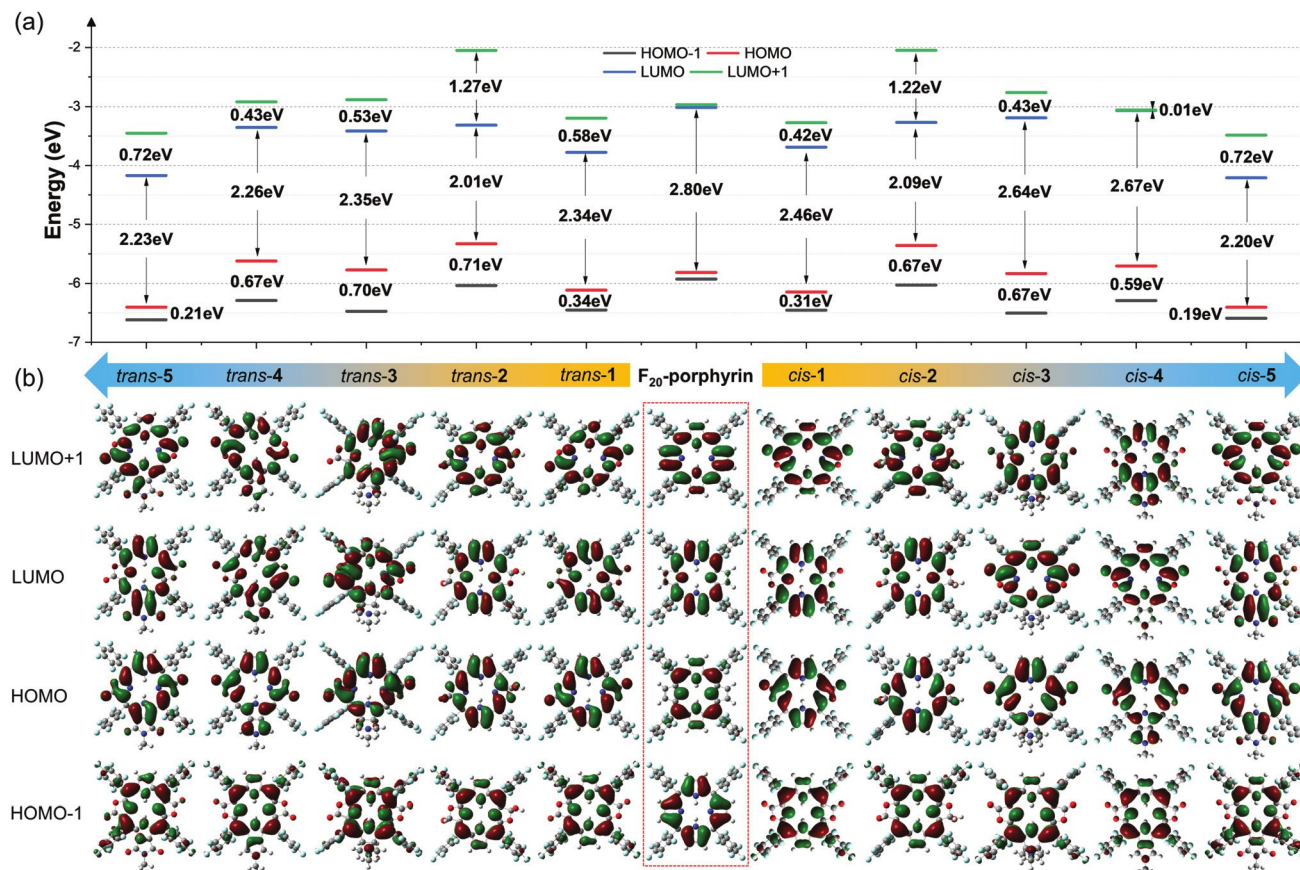 (a)
Energy (eV)
-2
-3
-4
-5
-6
-7
HOMO-1 HOMO
LUMO LUMO+1
0.72eV
2.23eV
0.21eV
0.43eV
2.26eV
0.67eV
0.53eV
2.35eV
0.70eV
1.27eV
2.01eV
0.71eV
0.58eV
2.34eV
0.34eV
2.80eV
0.42eV
2.46eV
0.31eV
1.22eV
2.09eV
0.67eV
0.43eV
2.64eV
0.67eV
0.01eV
2.67eV
0.59eV
0.72eV
2.20eV
0.19eV
(b)
trans-5 trans-4 trans-3 trans-2 trans-1 F₂₀-porphyrin cis-1 cis-2 cis-3 cis-4 cis-5
LUMO+1
LUMO
HOMO
HOMO-1